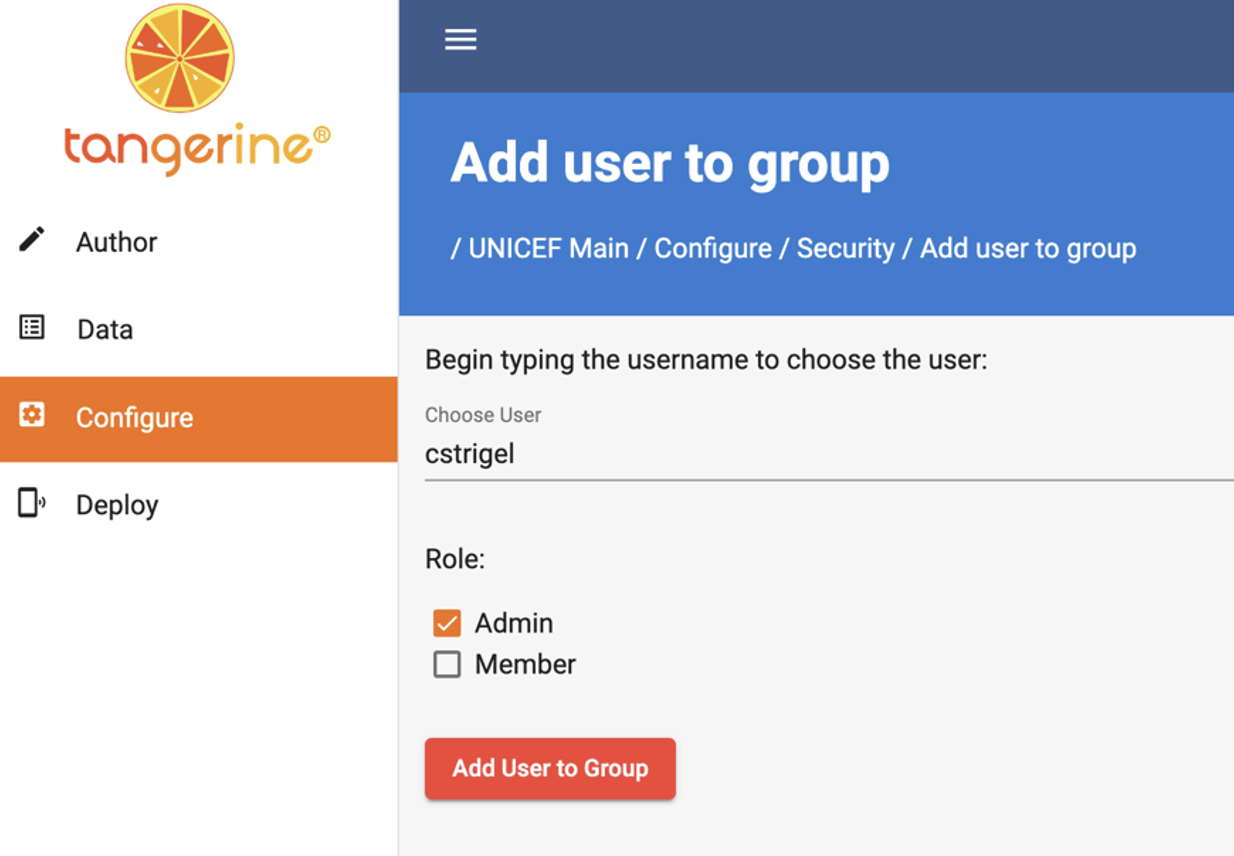 tangerine®
Author
Data
Configure
Deploy
Add user to group
/ UNICEF Main / Configure / Security / Add user to group
Begin typing the username to choose the user:
Choose User
cstrigel
Role:
Admin
Member
Add User to Group